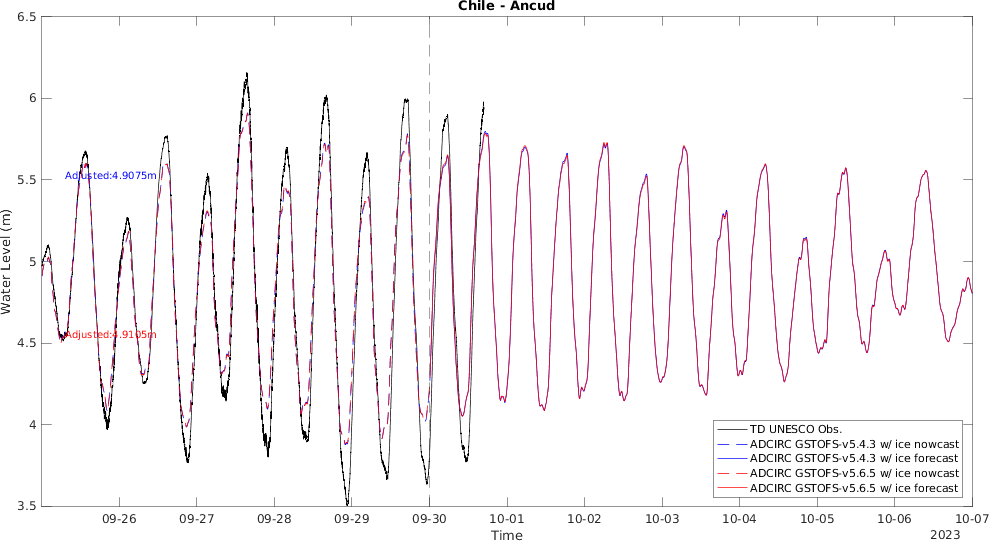 Chile - Ancud
6.5
6
5.5
5
4.5
4
3.5
Water Level (m)
Adjusted:4.9075m
Adjusted:4.9105m
TD UNESCO Obs.
ADCIRC GSTOFS-v5.4.3 w/ ice nowcast
ADCIRC GSTOFS-v5.4.3 w/ ice forecast
ADCIRC GSTOFS-v5.6.5 w/ ice nowcast
ADCIRC GSTOFS-v5.6.5 w/ ice forecast
09-26 09-27 09-28 09-29 09-30 10-01 10-02 10-03 10-04 10-05 10-06 10-07
Time
2023